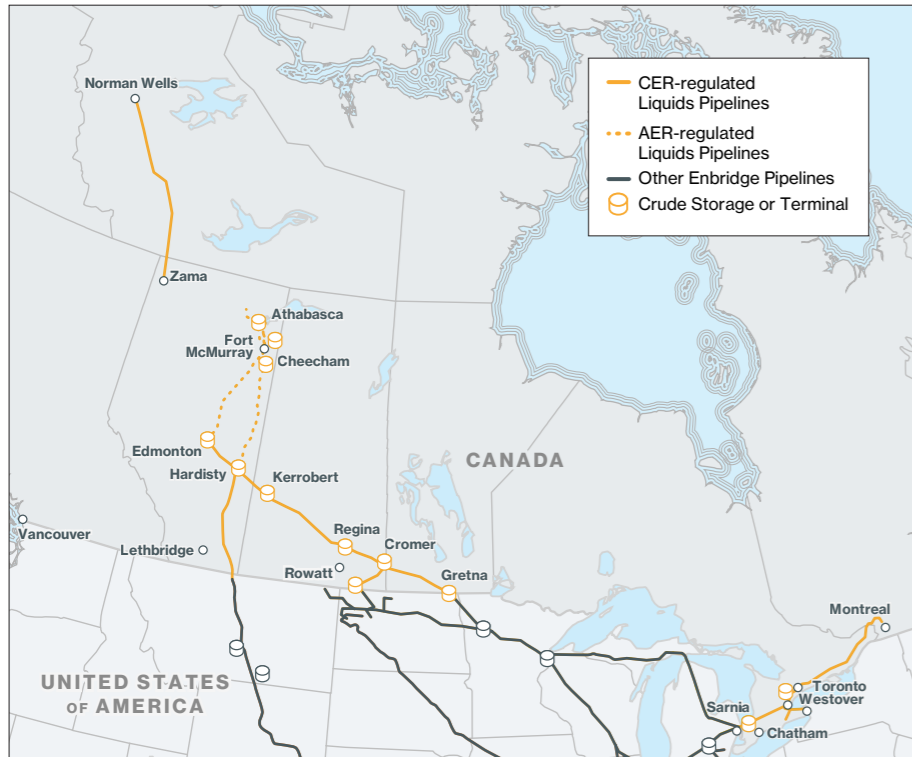 Norman Wells
CER-regulated
Liquids Pipelines
AER-regulated
Liquids Pipelines
Other Enbridge Pipelines
Crude Storage or Terminal
Zama
Athabasca
Fort
McMurray
Cheecham
Edmonton
Hardisty
Kerrobert
CANADA
Vancouver
Lethbridge
Regina
Cromer
Rowatt
Gretna
Montreal
UNITED STATES
OF AMERICA
Toronto
Westover
Sarnia
Chatham